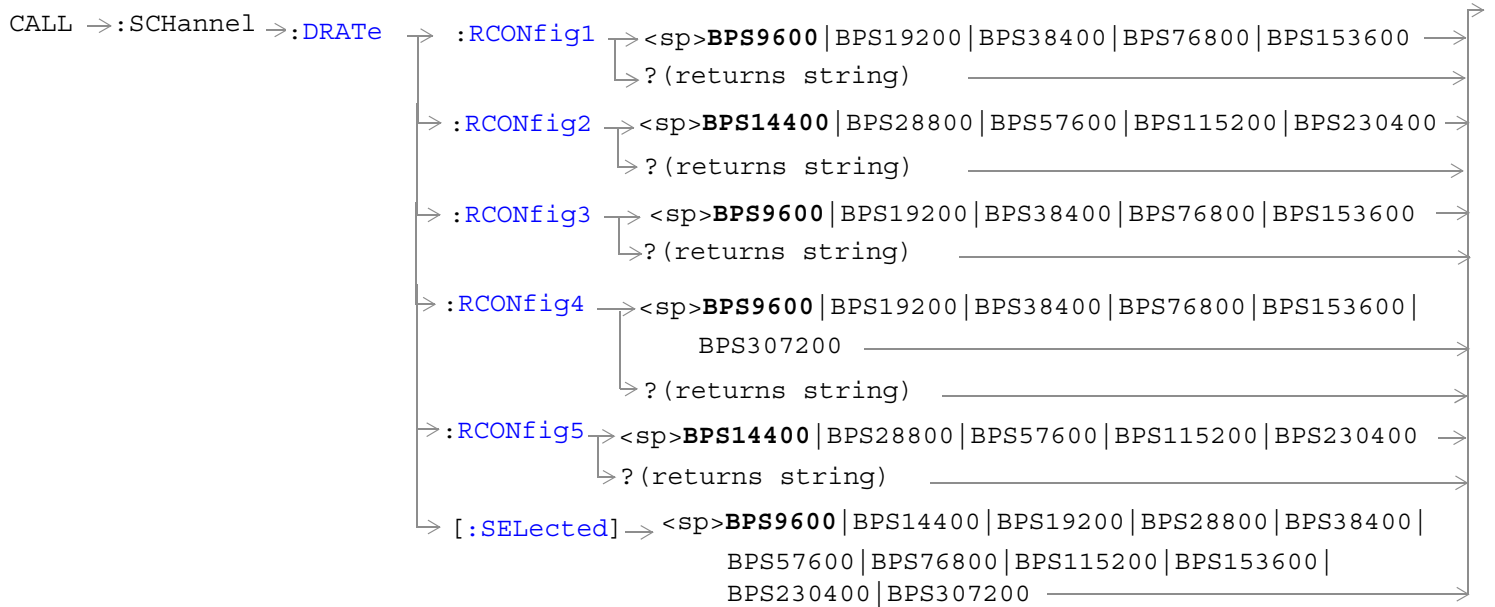 CALL :SCHannel :DRATe :RCONfig1 <sp>BPS9600|BPS19200|BPS38400|BPS76800|BPS153600
?(returns string)
:RCONfig2 <sp>BPS14400|BPS28800|BPS57600|BPS115200|BPS230400
?(returns string)
:RCONfig3 <sp>BPS9600|BPS19200|BPS38400|BPS76800|BPS153600
?(returns string)
:RCONfig4 <sp>BPS9600|BPS19200|BPS38400|BPS76800|BPS153600|
BPS307200
?(returns string)
:RCONfig5 <sp>BPS14400|BPS28800|BPS57600|BPS115200|BPS230400
?(returns string)
[:SELected] <sp>BPS9600|BPS14400|BPS19200|BPS28800|BPS38400|
BPS57600|BPS76800|BPS115200|BPS153600|
BPS230400|BPS307200